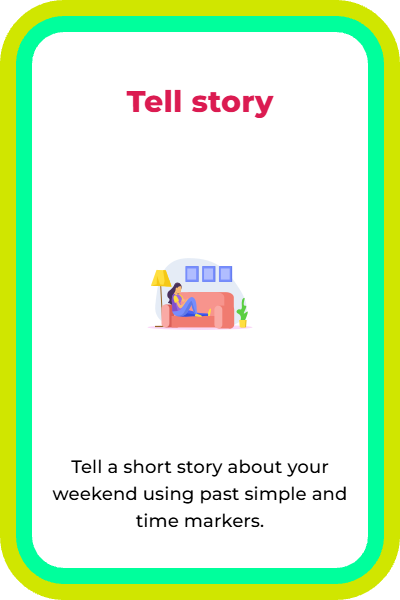 Tell story
Tell a short story about your
weekend using past simple and
time markers.